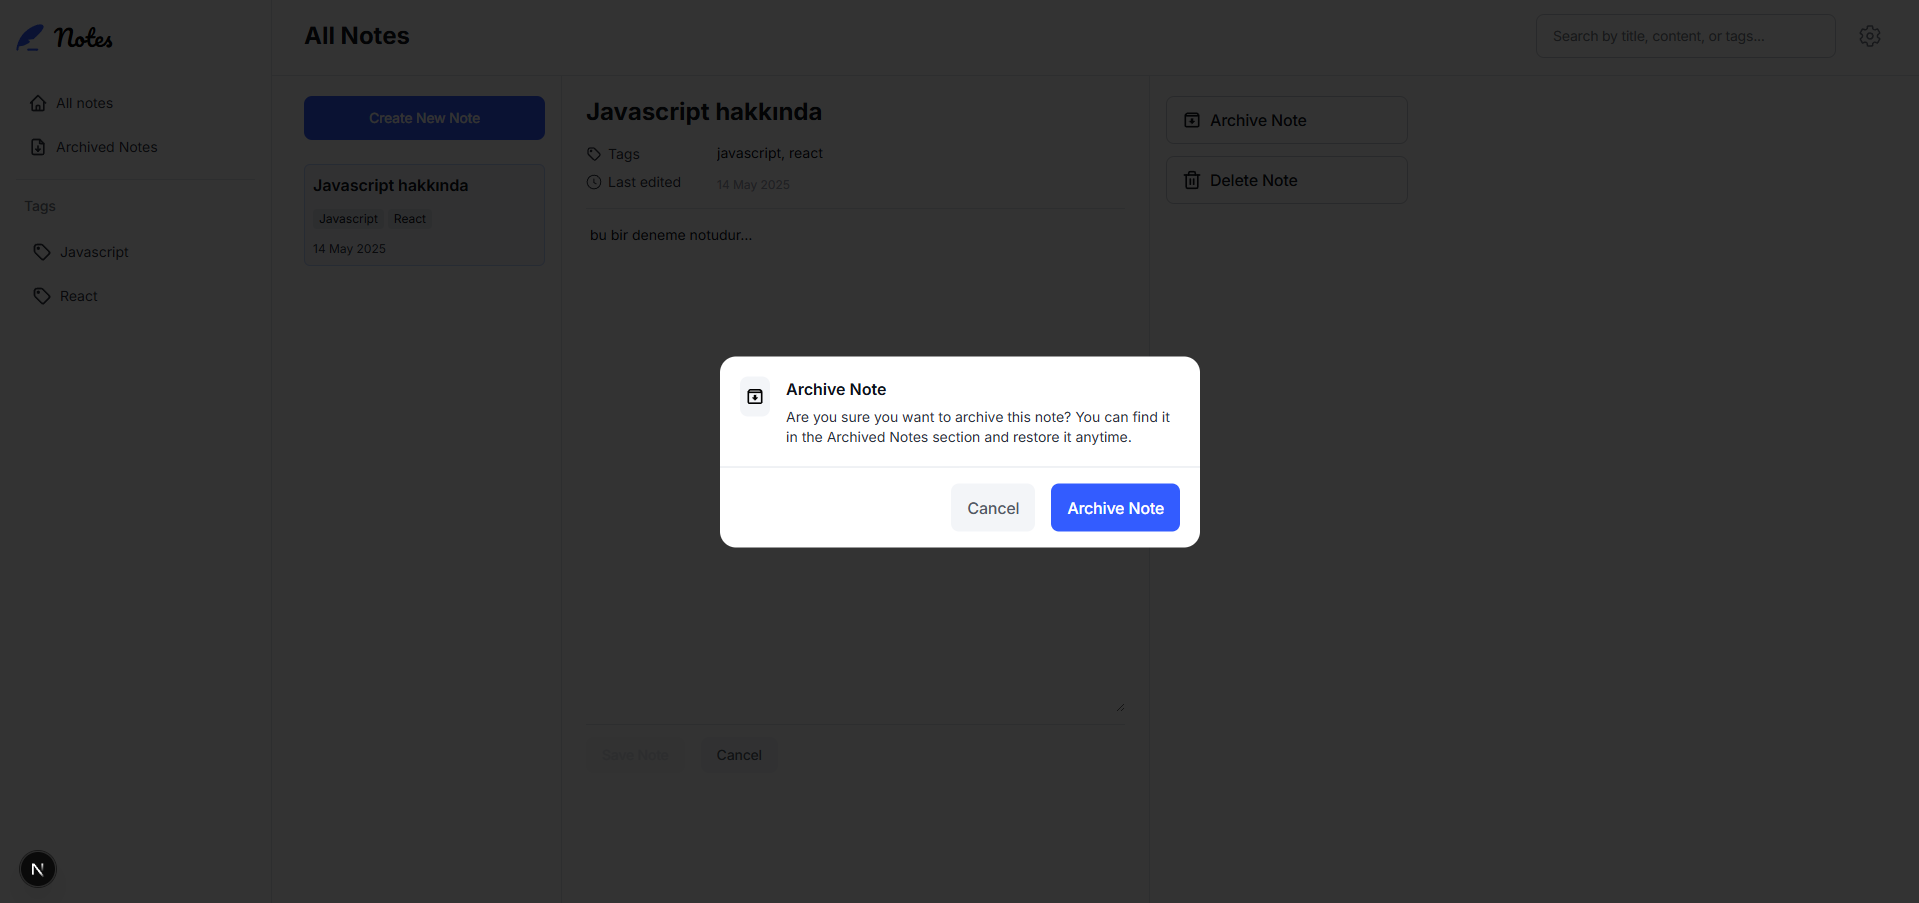 Notes
All notes
Archived Notes
Tags
Javascript
React
All Notes
Search by title, content, or tags...
Create New Note
Javascript hakkında
Javascript React
14 May 2025
Javascript hakkında
Tags javascript, react
Last edited 14 May 2025
bu bir deneme notudur...
Save Note Cancel
Archive Note
Delete Note
Archive Note
Are you sure you want to archive this note? You can find it
in the Archived Notes section and restore it anytime.
Cancel Archive Note
N